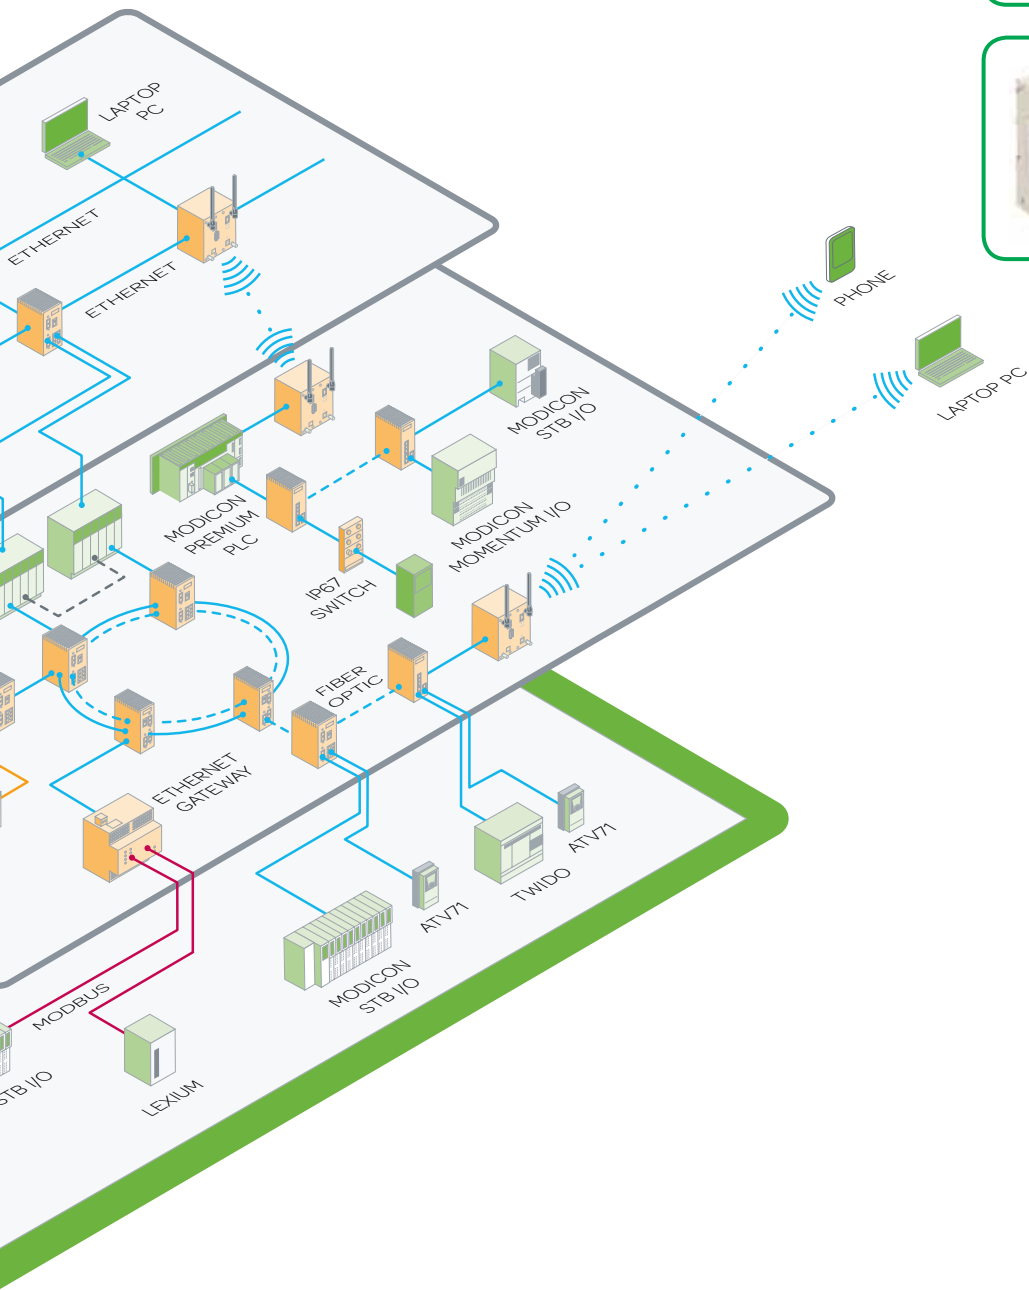 LAPTOP
PC
ETHERNET
ETHERNET
PHONE
LAPTOP PC
MODICON
STB I/O
MODICON
PREMIUM
PLC
MODICON
MOMENTUM I/O
IP67
SWITCH
FIBER
OPTIC
ETHERNET
GATEWAY
ATV71
TWIDO
ATV71
MODICON
STB I/O
MODBUS
STB I/O
LEXIUM